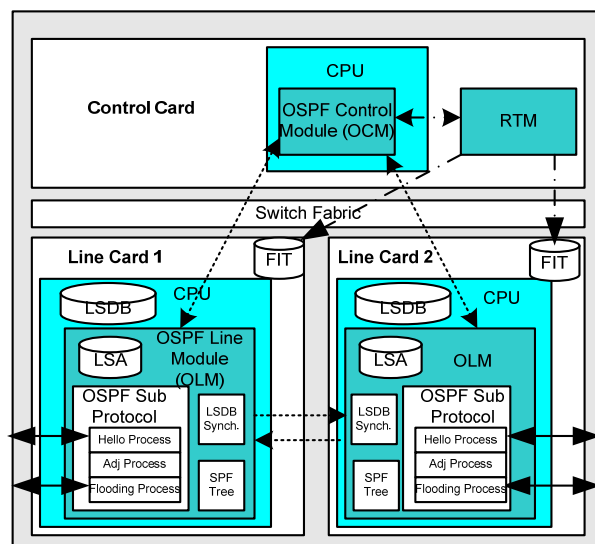 CPU
Control Card
OSPF Control
Module (OCM)
RTM
Switch Fabric
Line Card 1
FIT
LSDB
CPU
OSPF Line
Module
(OLM)
LSA
OSPF Sub
Protocol
Hello Process
Adj Process
Flooding Process
LSDB
Synch.
SPF
Tree
Line Card 2
FIT
LSDB
CPU
LSA
OLM
LSDB
Synch.
SPF
Tree
OSPF Sub
Protocol
Hello Process
Adj Process
Flooding Process